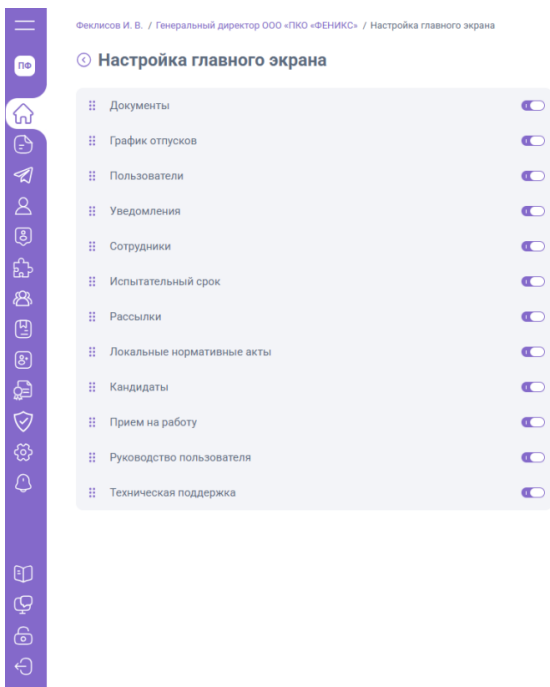 Феклисов И. В. / Генеральный директор ООО «ПКО «ФЕНИКС» / Настройка главного экрана
ПФ
Настройка главного экрана
Документы
График отпусков
Пользователи
Уведомления
Сотрудники
Испытательный срок
Рассылки
Локальные нормативные акты
Кандидаты
Прием на работу
Руководство пользователя
Техническая поддержка